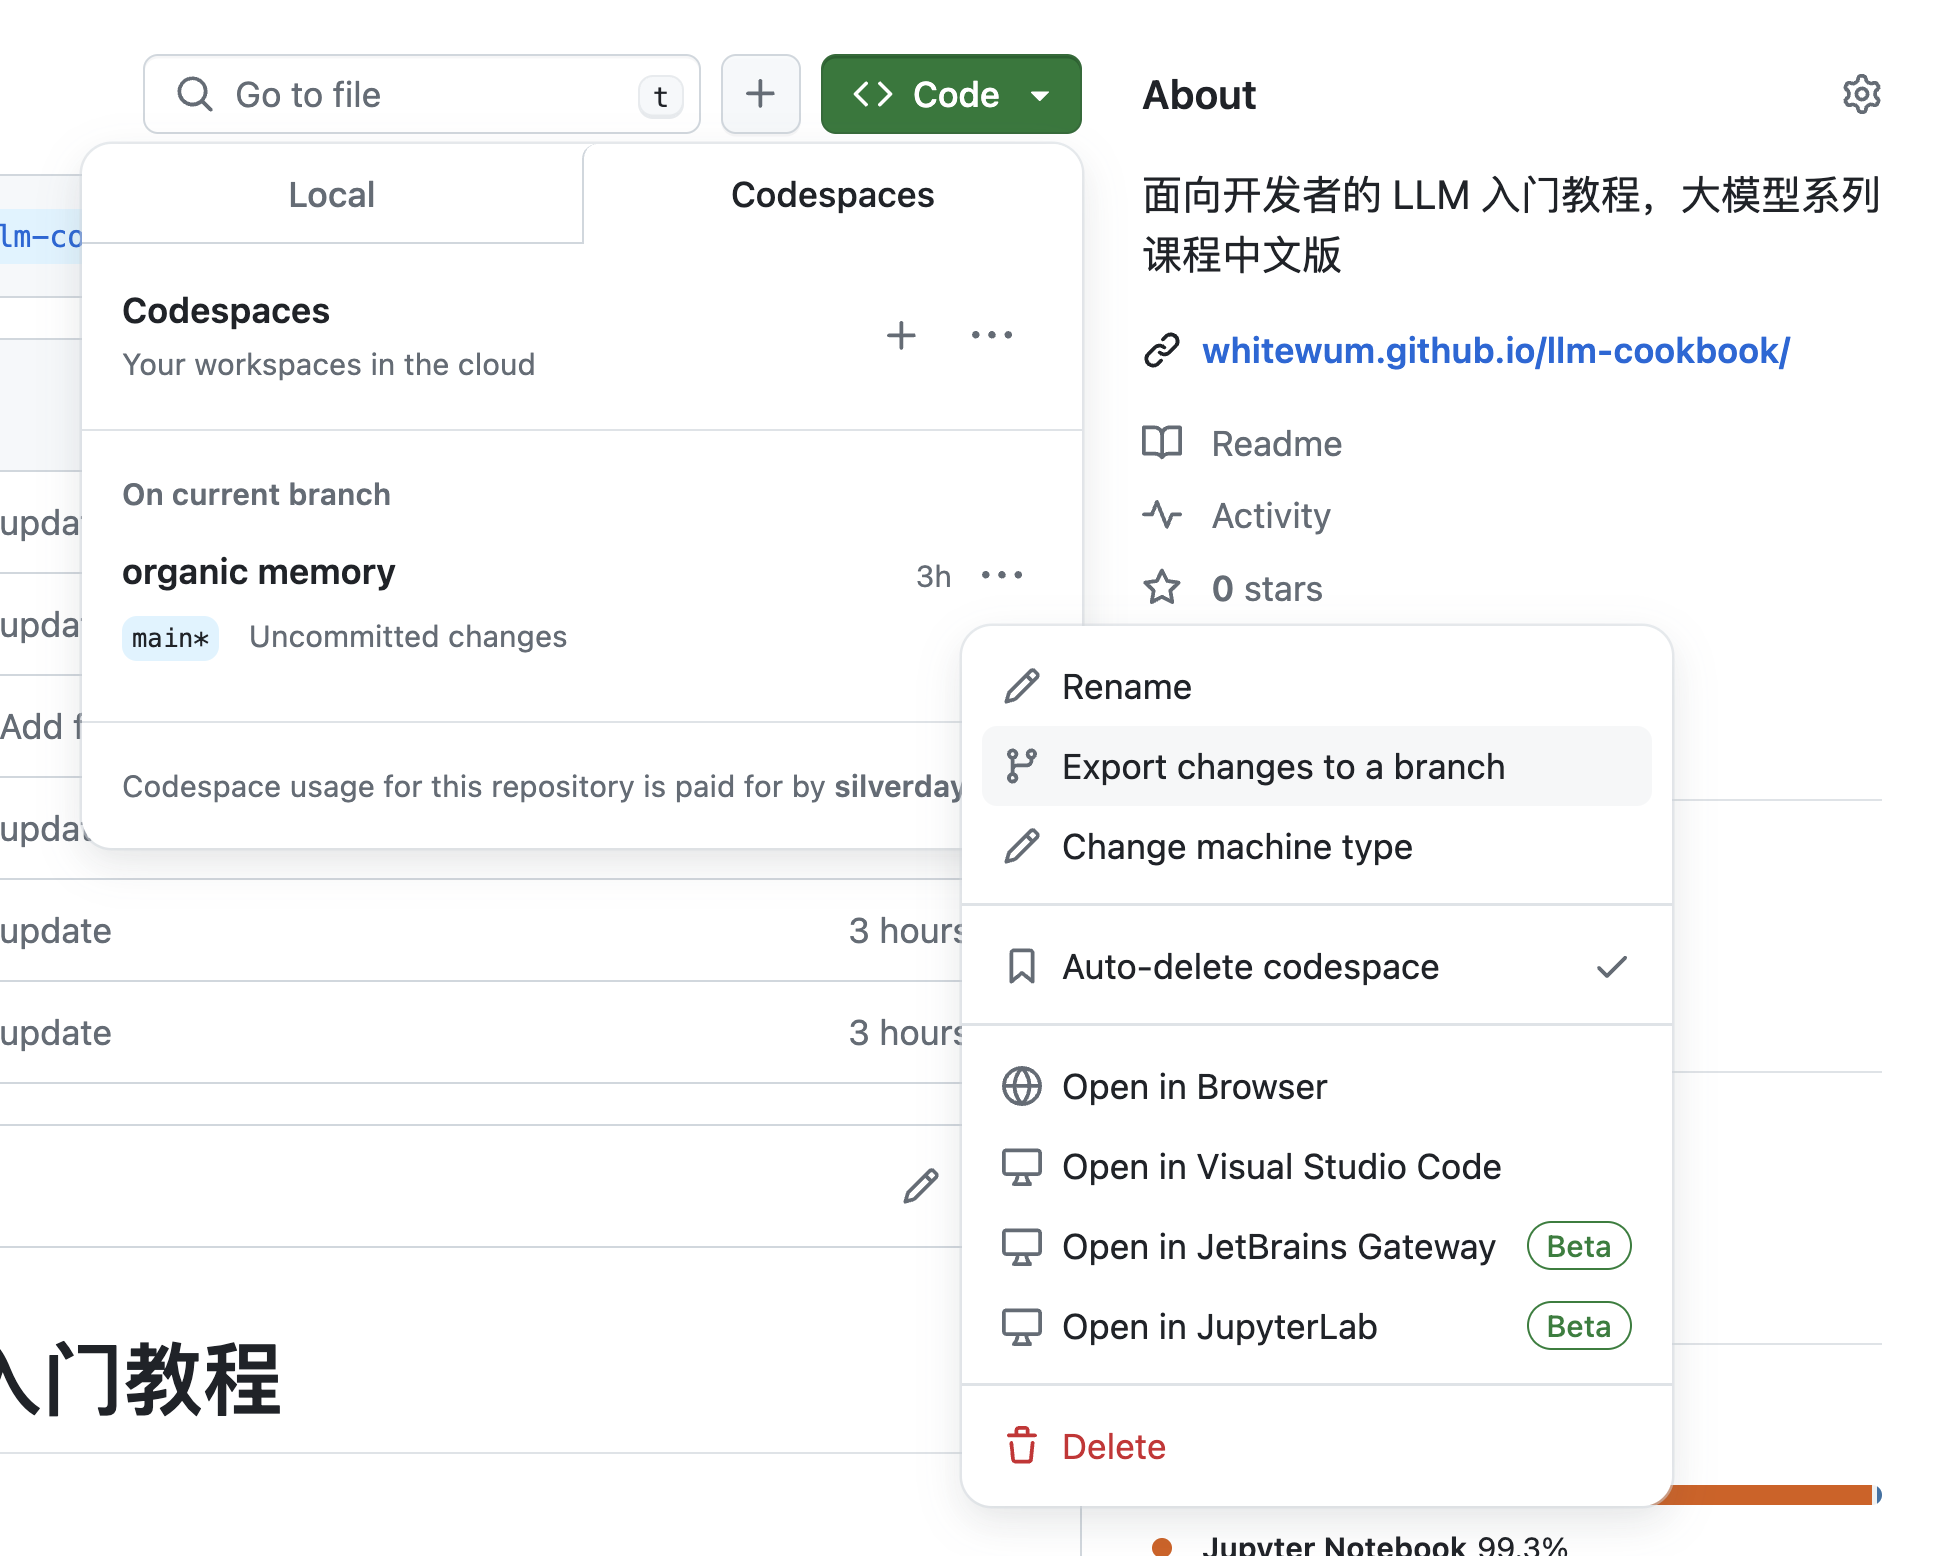 Go to file
t
Code
About
面向开发者的 LLM 入门教程，大模型系列
课程中文版
whitewum.github.io/llm-cookbook/
Readme
Activity
0 stars
Local
Codespaces
lm-co
Codespaces
Your workspaces in the cloud
On current branch
organic memory
3h
main*
Uncommitted changes
Codespace usage for this repository is paid for by silverday
Rename
Export changes to a branch
Change machine type
Auto-delete codespace
Open in Browser
Open in Visual Studio Code
Open in JetBrains Gateway
Beta
Open in JupyterLab
Beta
Delete
upda
upda
Add f
updat
update
3 hours
update
3 hours
入门教程
Jupyter Notebook 99.3%